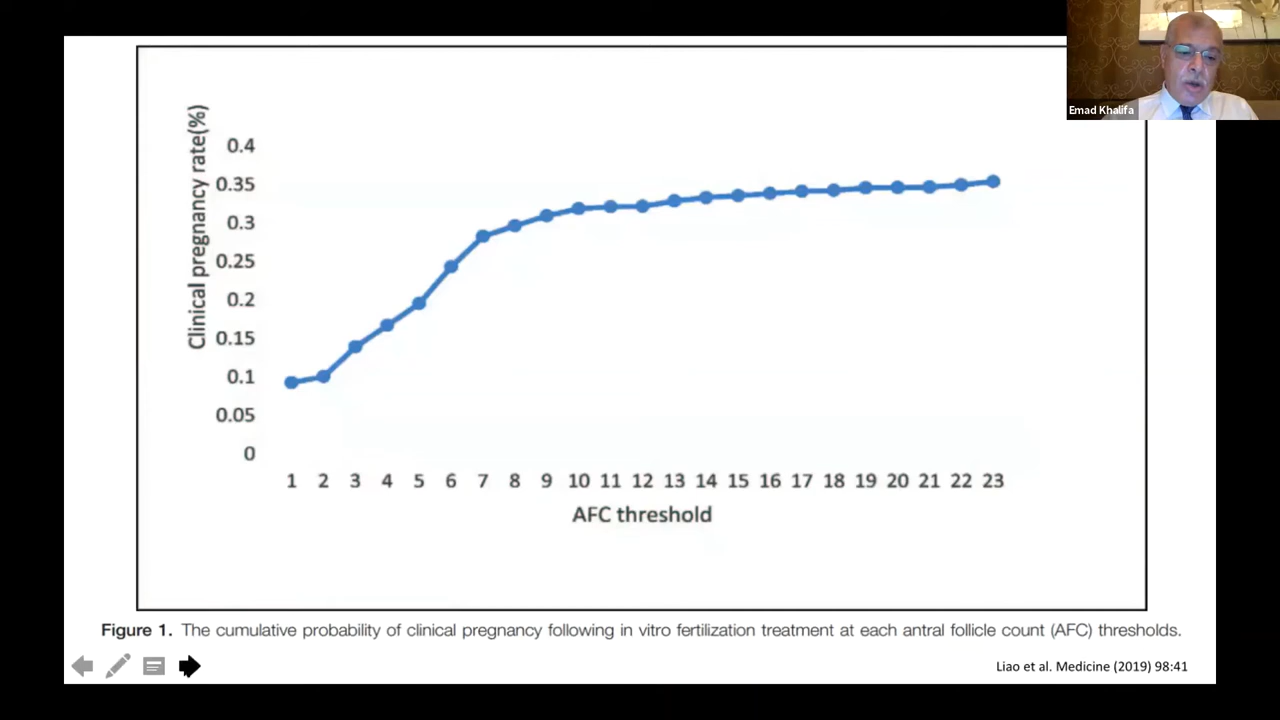 Emad Khalifa
Clinical pregnancy rate(%)
0.4
0.35
0.3
0.25
0.2
0.15
0.1
0.05
0
1 2 3 4 5 6 7 8 9 10 11 12 13 14 15 16 17 18 19 20 21 22 23
AFC threshold
Figure 1. The cumulative probability of clinical pregnancy following in vitro fertilization treatment at each antral follicle count (AFC) thresholds.
Liao et al. Medicine (2019) 98:41